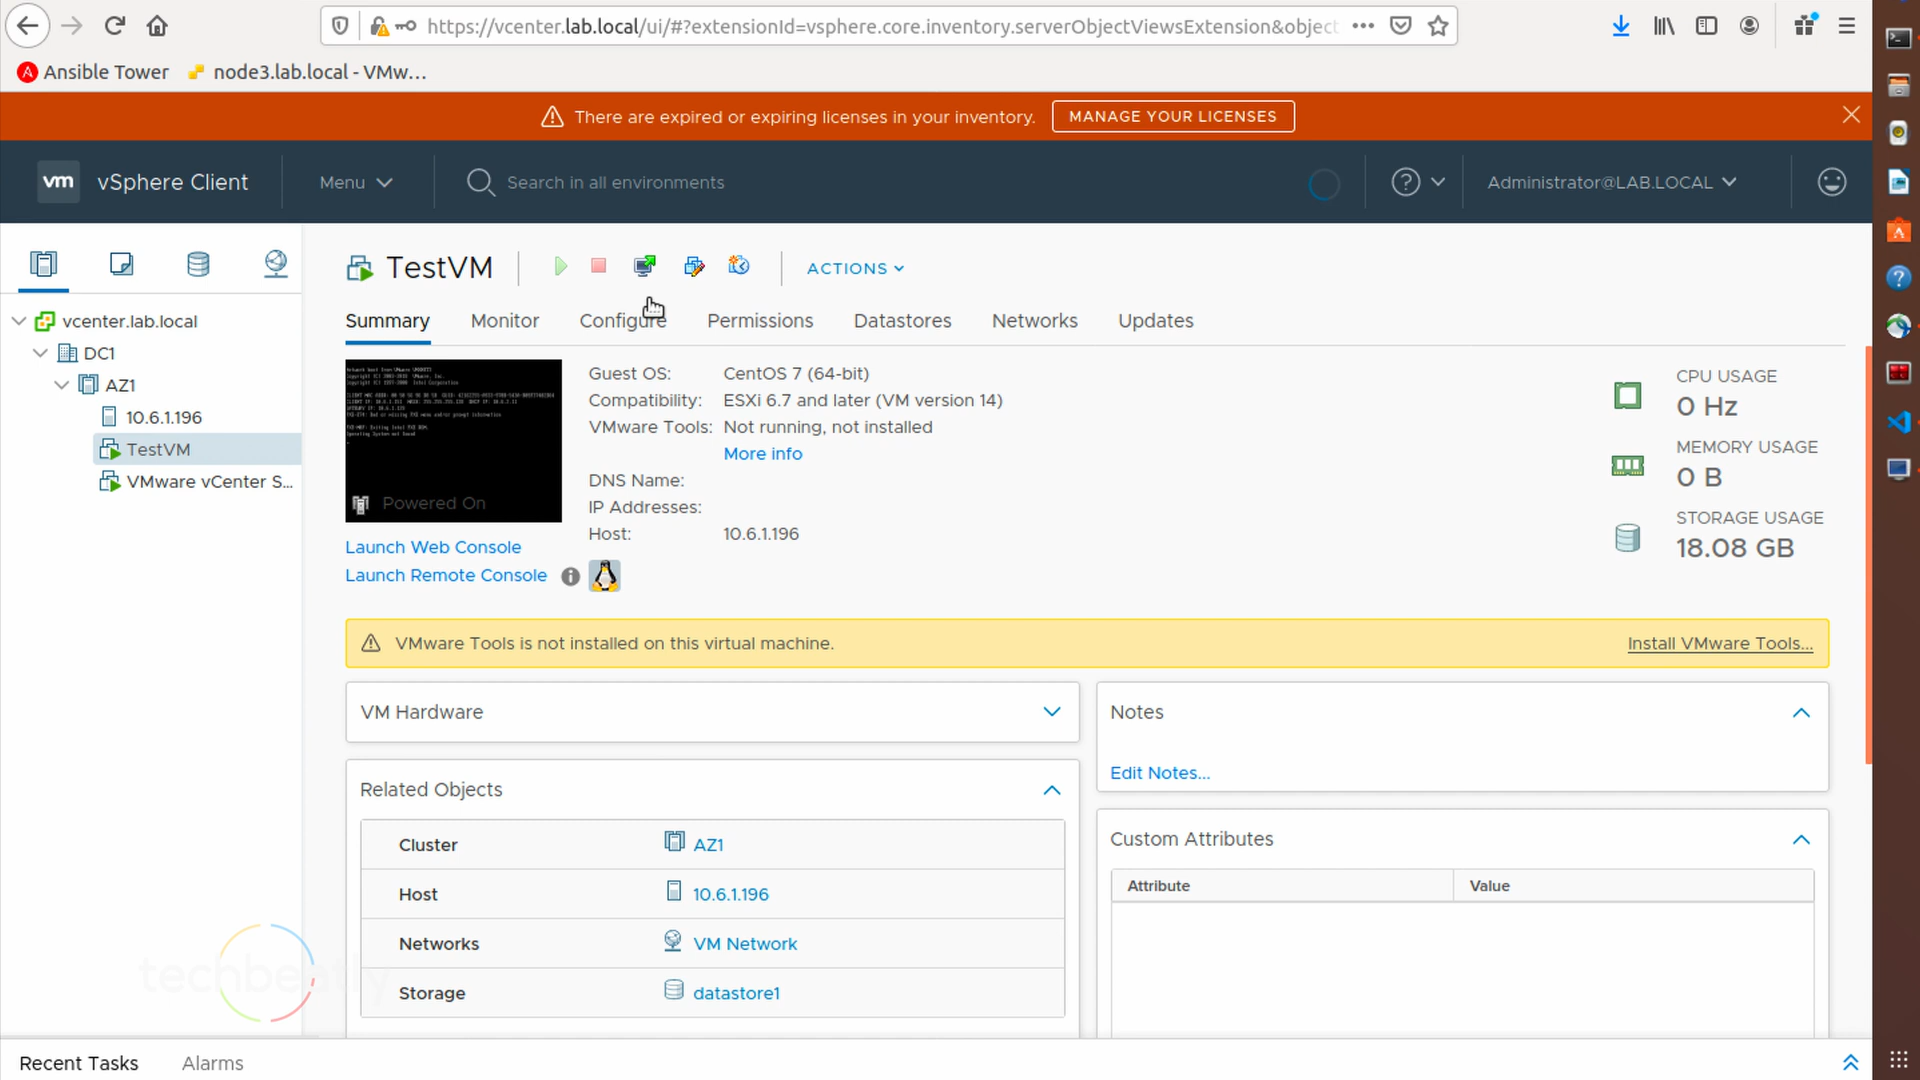 https://vcenter.lab.local/ui/#?extensionId=vsphere.core.inventory.serverObjectViewsExtension&object
Ansible Tower
node3.lab.local - VMw…
There are expired or expiring licenses in your inventory.
MANAGE YOUR LICENSES
vm
vSphere Client
Menu
Search in all environments
Administrator@LAB.LOCAL
TestVM
ACTIONS
Summary
Monitor
Configure
Permissions
Datastores
Networks
Updates
vcenter.lab.local
DC1
AZ1
10.6.1.196
TestVM
VMware vCenter S...
Powered On
Launch Web Console
Launch Remote Console
Guest OS: CentOS 7 (64-bit)
Compatibility: ESXi 6.7 and later (VM version 14)
VMware Tools: Not running, not installed
More info
DNS Name:
IP Addresses:
Host: 10.6.1.196
CPU USAGE
0 Hz
MEMORY USAGE
0 B
STORAGE USAGE
18.08 GB
VMware Tools is not installed on this virtual machine.
Install VMware Tools...
VM Hardware
Related Objects
Cluster AZ1
Host 10.6.1.196
Networks VM Network
Storage datastore1
Notes
Edit Notes...
Custom Attributes
Attribute Value
techbeatly
Recent Tasks
Alarms